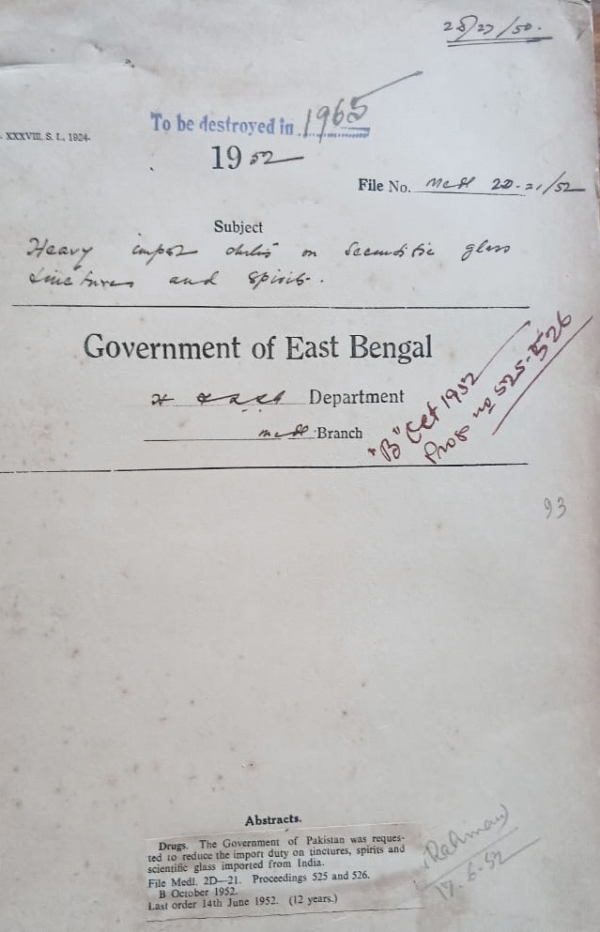 28/27/50.
XXXVIII. S. I., 1924.
To be destroyed in 1965
1952
File No. Medl 2D-21/52
Subject
Heavy import duties on Scientific glass
tinctures and Spirits.
Government of East Bengal
Department
Medl Branch
"B" Oct 1952
Progs no 525-526
93
Abstracts.
Drugs. The Government of Pakistan was reques-
ted to reduce the import duty on tinctures, spirits and
scientific glass imported from India.
File Medl. 2D—21. Proceedings 525 and 526.
B October 1952.
Last order 14th June 1952. (12 years.)
Rahman
17.6.52